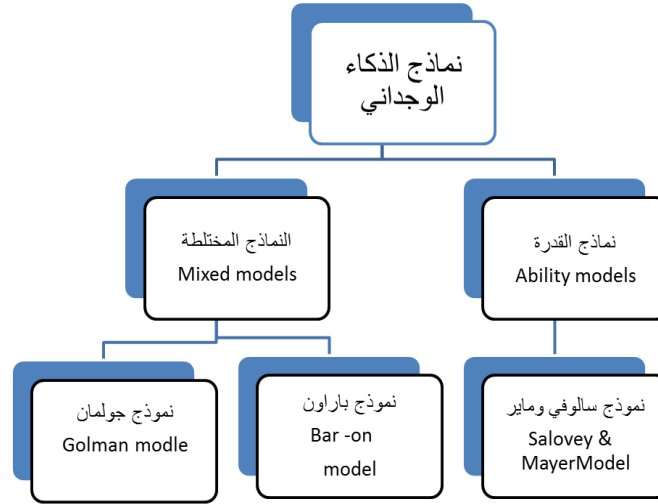 نماذج الذكاء
الوجداني
نماذج القدرة
Ability models
النماذج المختلطة
Mixed models
نموذج سالوفي وماير
Salovey &
MayerModel
نموذج باراون
Bar -on
model
نموذج جولمان
Golman modle